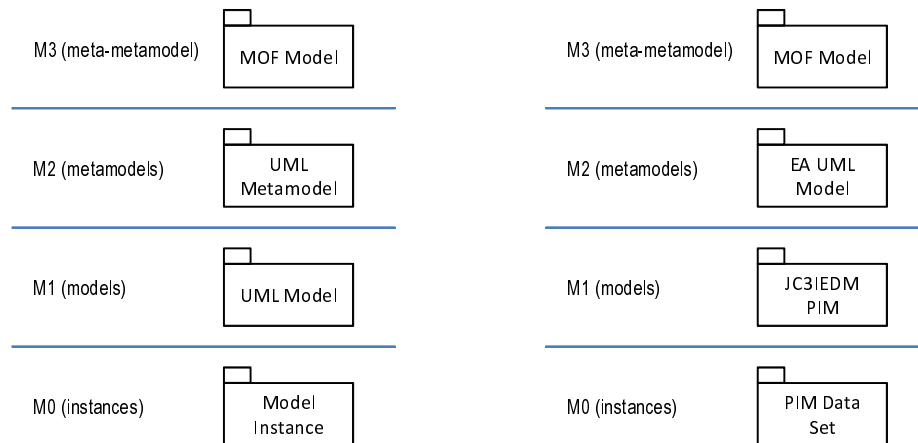 M3 (meta-metamodel)
MOF Model
M2 (metamodels)
UML
Metamodel
M1 (models)
UML Model
M0 (instances)
Model
Instance
M3 (meta-metamodel)
MOF Model
M2 (metamodels)
EA UML
Model
M1 (models)
JC3IEDM
PIM
M0 (instances)
PIM Data
Set